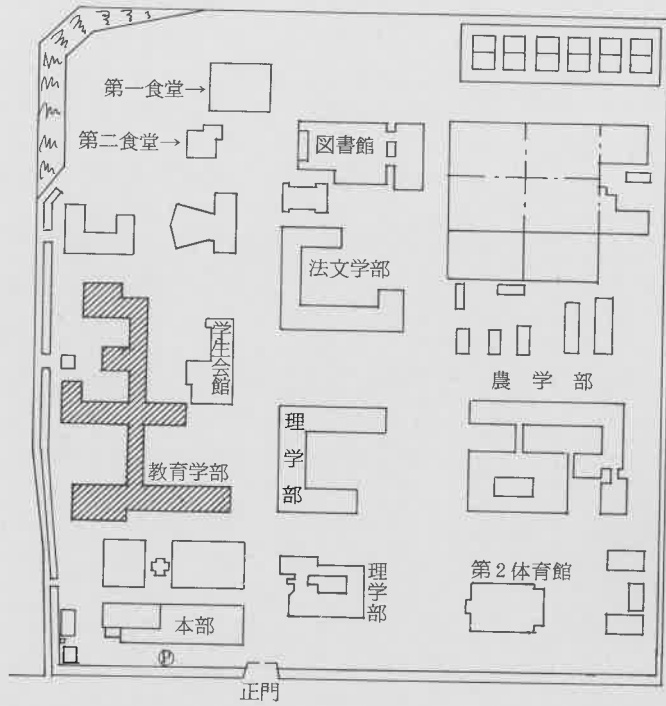 第一食堂→
第二食堂→
図書館
法文学部
学生会館
農学部
理学部
教育学部
理学部
第2体育館
本部
P
正門